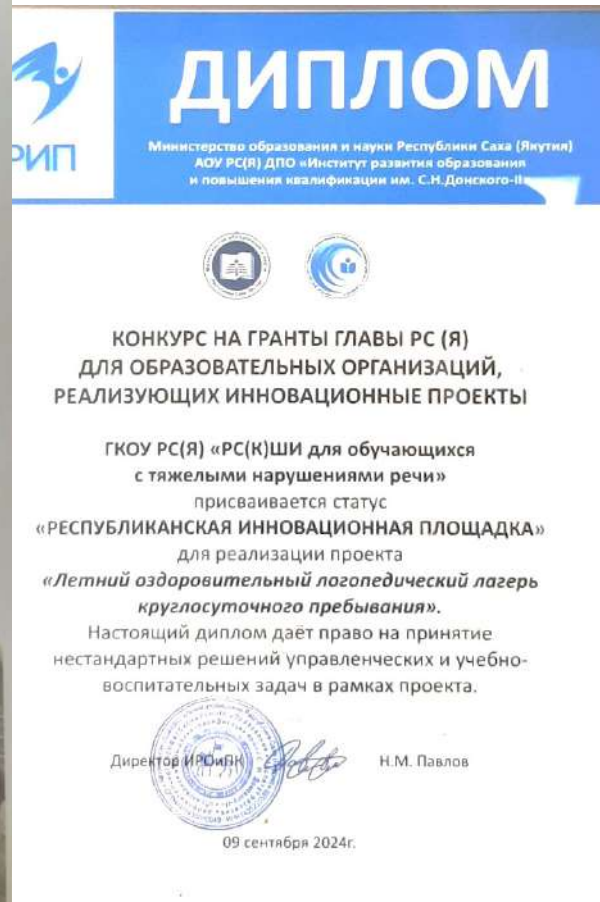 РИП
ДИПЛОМ
Министерство образования и науки Республики Саха (Якутия)
АОУ РС(Я) ДПО «Институт развития образования
и повышения квалификации им. С.Н.Донского-II»
КОНКУРС НА ГРАНТЫ ГЛАВЫ РС (Я)
ДЛЯ ОБРАЗОВАТЕЛЬНЫХ ОРГАНИЗАЦИЙ,
РЕАЛИЗУЮЩИХ ИННОВАЦИОННЫЕ ПРОЕКТЫ
ГКОУ РС(Я) «РС(К)ШИ для обучающихся
с тяжелыми нарушениями речи»
присваивается статус
«РЕСПУБЛИКАНСКАЯ ИННОВАЦИОННАЯ ПЛОЩАДКА»
для реализации проекта
«Летний оздоровительный логопедический лагерь
круглосуточного пребывания».
Настоящий диплом даёт право на принятие
нестандартных решений управленческих и учебно-
воспитательных задач в рамках проекта.
Директор ИРОиПК Н.М. Павлов
09 сентября 2024г.